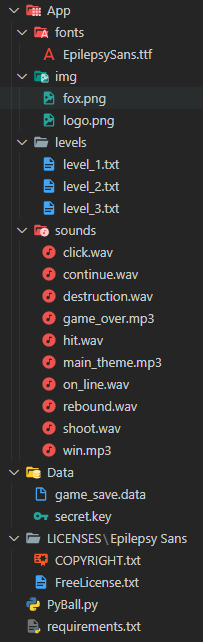 App
fonts
EpilepsySans.ttf
img
fox.png
logo.png
levels
level_1.txt
level_2.txt
level_3.txt
sounds
click.wav
continue.wav
destruction.wav
game_over.mp3
hit.wav
main_theme.mp3
on_line.wav
rebound.wav
shoot.wav
win.mp3
Data
game_save.data
secret.key
LICENSES\Epilepsy Sans
COPYRIGHT.txt
FreeLicense.txt
PyBall.py
requirements.txt